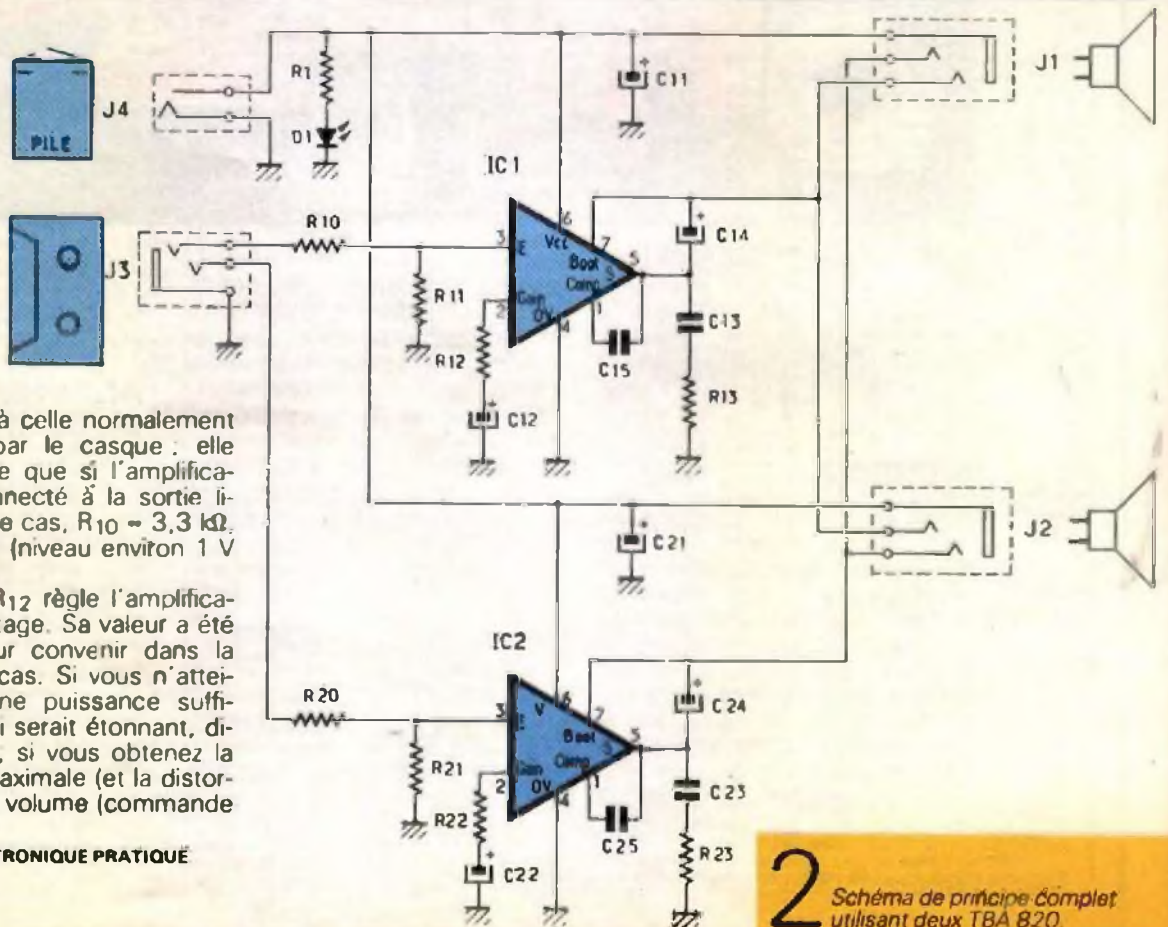 J4
PILE
R1
D1
C11
J1
IC1
J3
R10
3
E
Vcc
6
7
Boot
Comp
S
5
Gain
2
0V
1
4
R11
R12
C12
C15
C14
C13
R13
à celle normalement
par le casque : elle
e que si l'amplifica-
nnecté à la sortie li-
e cas, R10 = 3,3 kΩ,
(niveau environ 1 V
R12 règle l'amplifica-
tage. Sa valeur a été
ur convenir dans la
cas. Si vous n'attei-
ne puissance suffi-
i serait étonnant, di-
, si vous obtenez la
aximale (et la distor-
volume (commande
TRONIQUE PRATIQUE
C21
J2
IC2
R20
3
E
V
6
7
Boot
Comp
S
5
Gain
2
0V
1
4
R21
R22
C22
C25
C24
C23
R23
2
Schéma de principe complet
utilisant deux TBA 820.